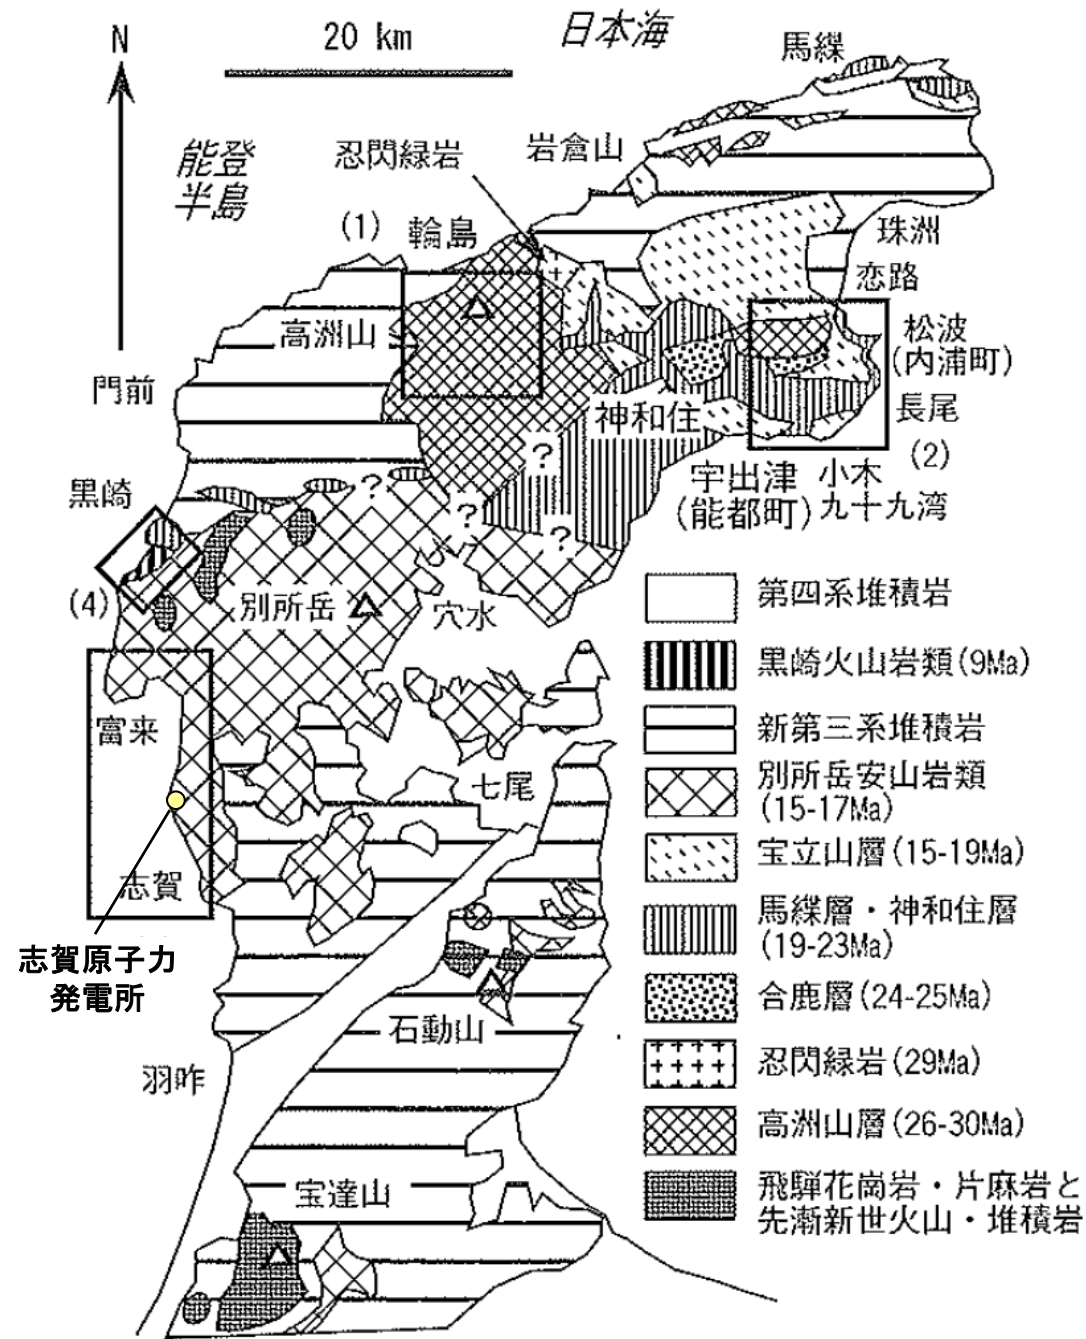 N
20 km
日本海
馬緤
能登
半島
忍閃緑岩
岩倉山
(1)
輪島
珠洲
恋路
高洲山
松波
(内浦町)
門前
長尾
神和住
(2)
?
?
?
?
黒崎
宇出津
(能都町)
小木
九十九湾
(4)
別所岳
穴水
富来
七尾
志賀
志賀原子力
発電所
石動山
羽咋
宝達山
第四系堆積岩
黒崎火山岩類(9Ma)
新第三系堆積岩
別所岳安山岩類
(15-17Ma)
宝立山層(15-19Ma)
馬緤層・神和住層
(19-23Ma)
合鹿層(24-25Ma)
忍閃緑岩(29Ma)
高洲山層(26-30Ma)
飛騨花崗岩・片麻岩と
先漸新世火山・堆積岩